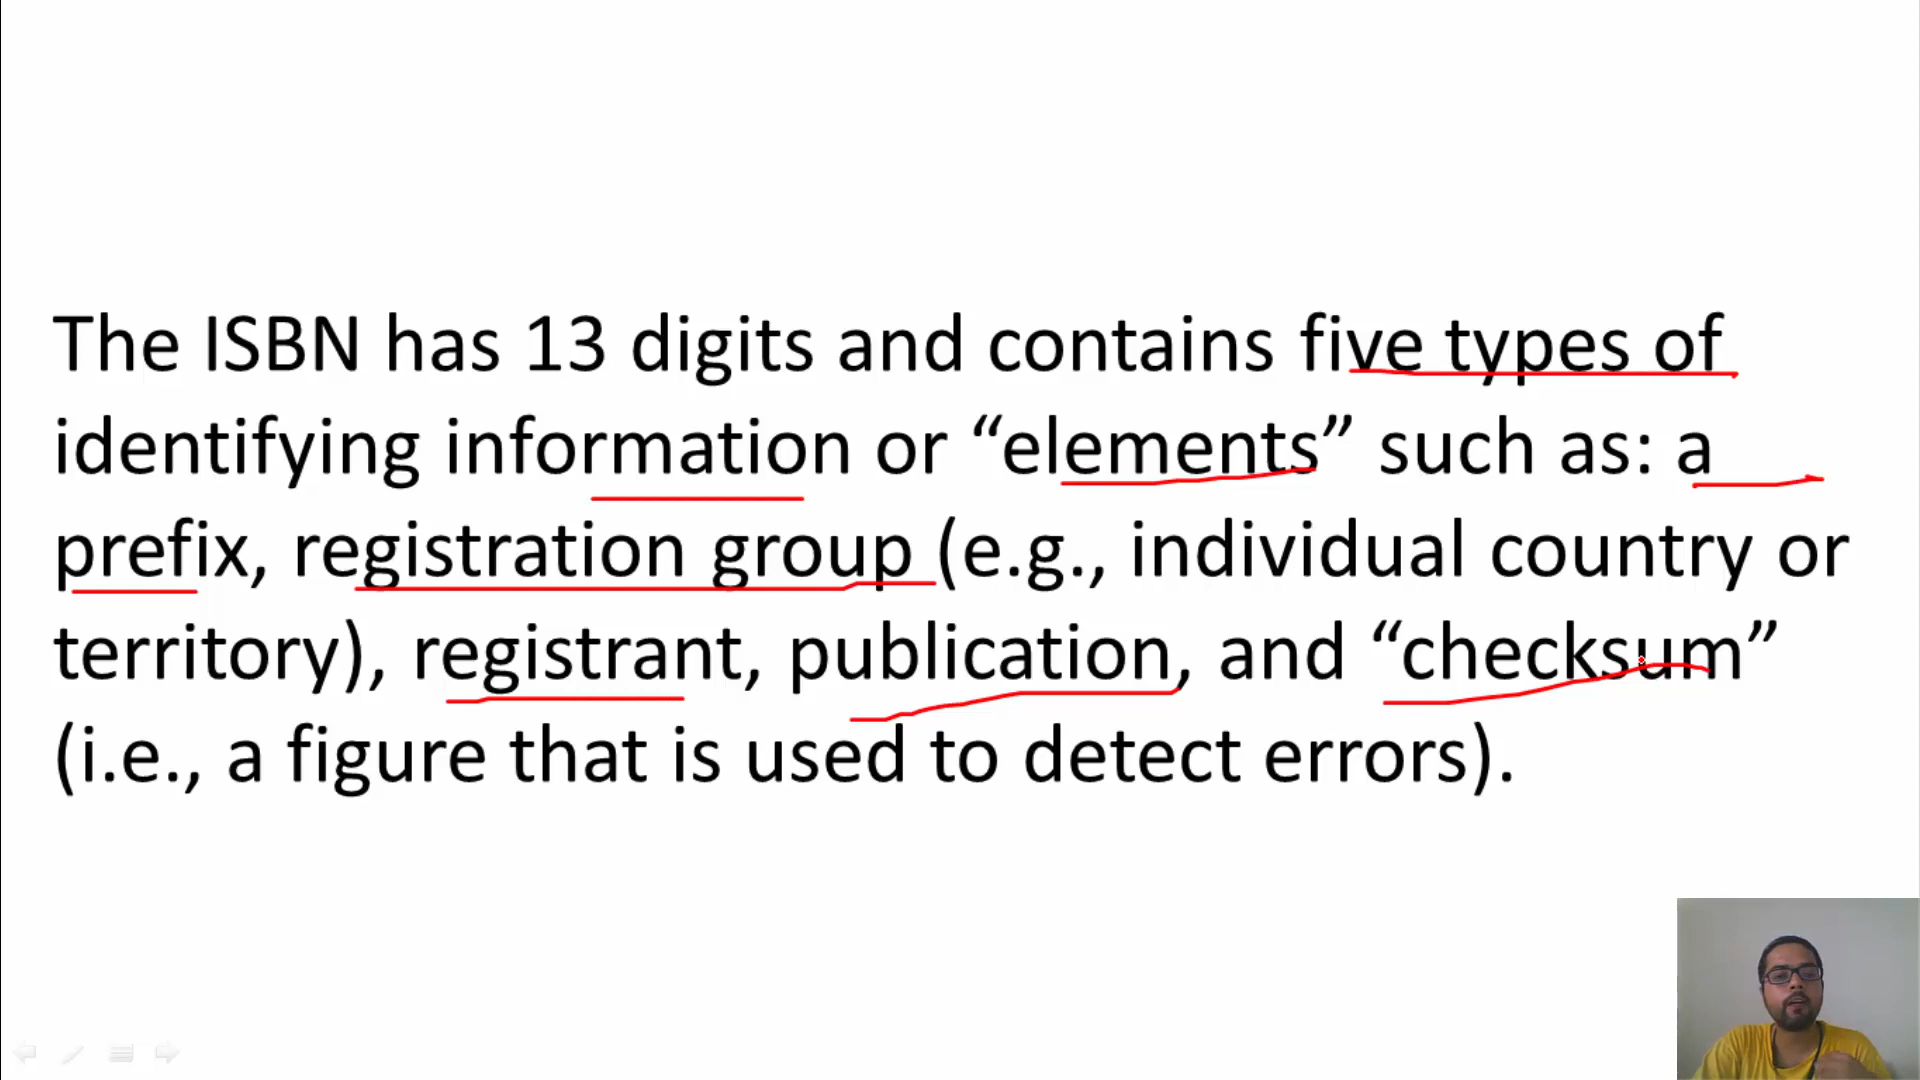 The ISBN has 13 digits and contains five types of
identifying information or “elements” such as: a
prefix, registration group (e.g., individual country or
territory), registrant, publication, and “checksum”
(i.e., a figure that is used to detect errors).